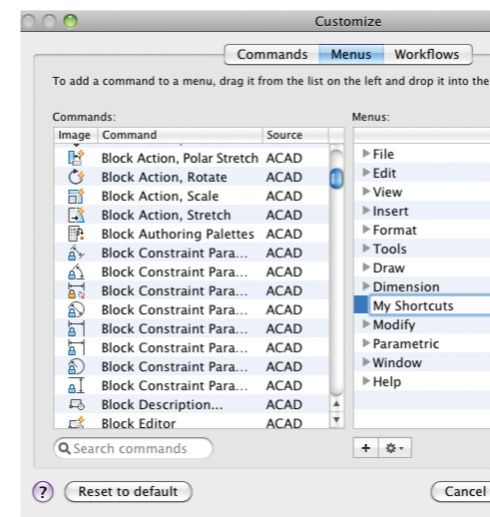 Customize
Commands Menus Workflows
To add a command to a menu, drag it from the list on the left and drop it into the
Commands:
Image Command Source
Block Action, Polar Stretch ACAD
Block Action, Rotate ACAD
Block Action, Scale ACAD
Block Action, Stretch ACAD
Block Authoring Palettes ACAD
Block Constraint Para... ACAD
Block Constraint Para... ACAD
Block Constraint Para... ACAD
Block Constraint Para... ACAD
Block Constraint Para... ACAD
Block Constraint Para... ACAD
Block Constraint Para... ACAD
Block Constraint Para... ACAD
Block Description... ACAD
Block Editor ACAD
Search commands
Menus:
File
Edit
View
Insert
Format
Tools
Draw
Dimension
My Shortcuts
Modify
Parametric
Window
Help
+
? Reset to default Cancel